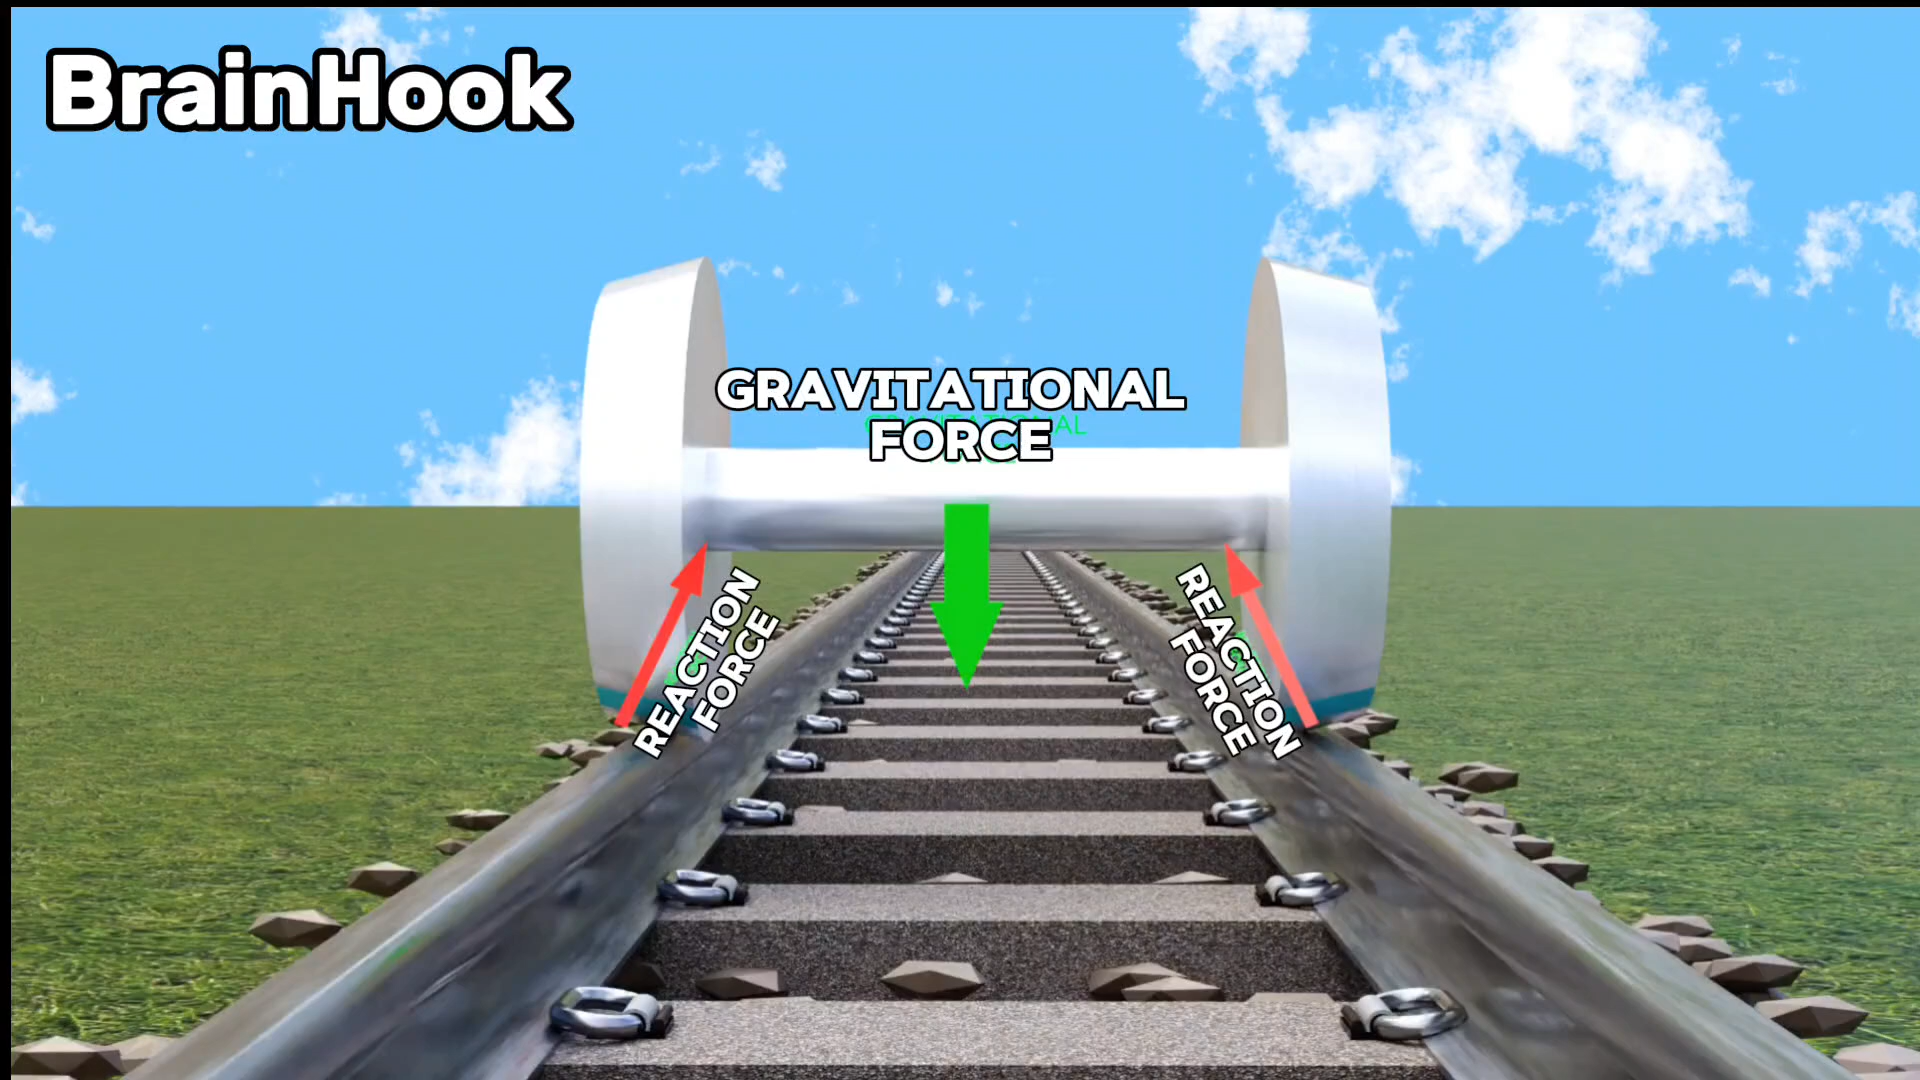 BrainHook
GRAVITATIONAL
FORCE
REACTION
FORCE
REACTION
FORCE